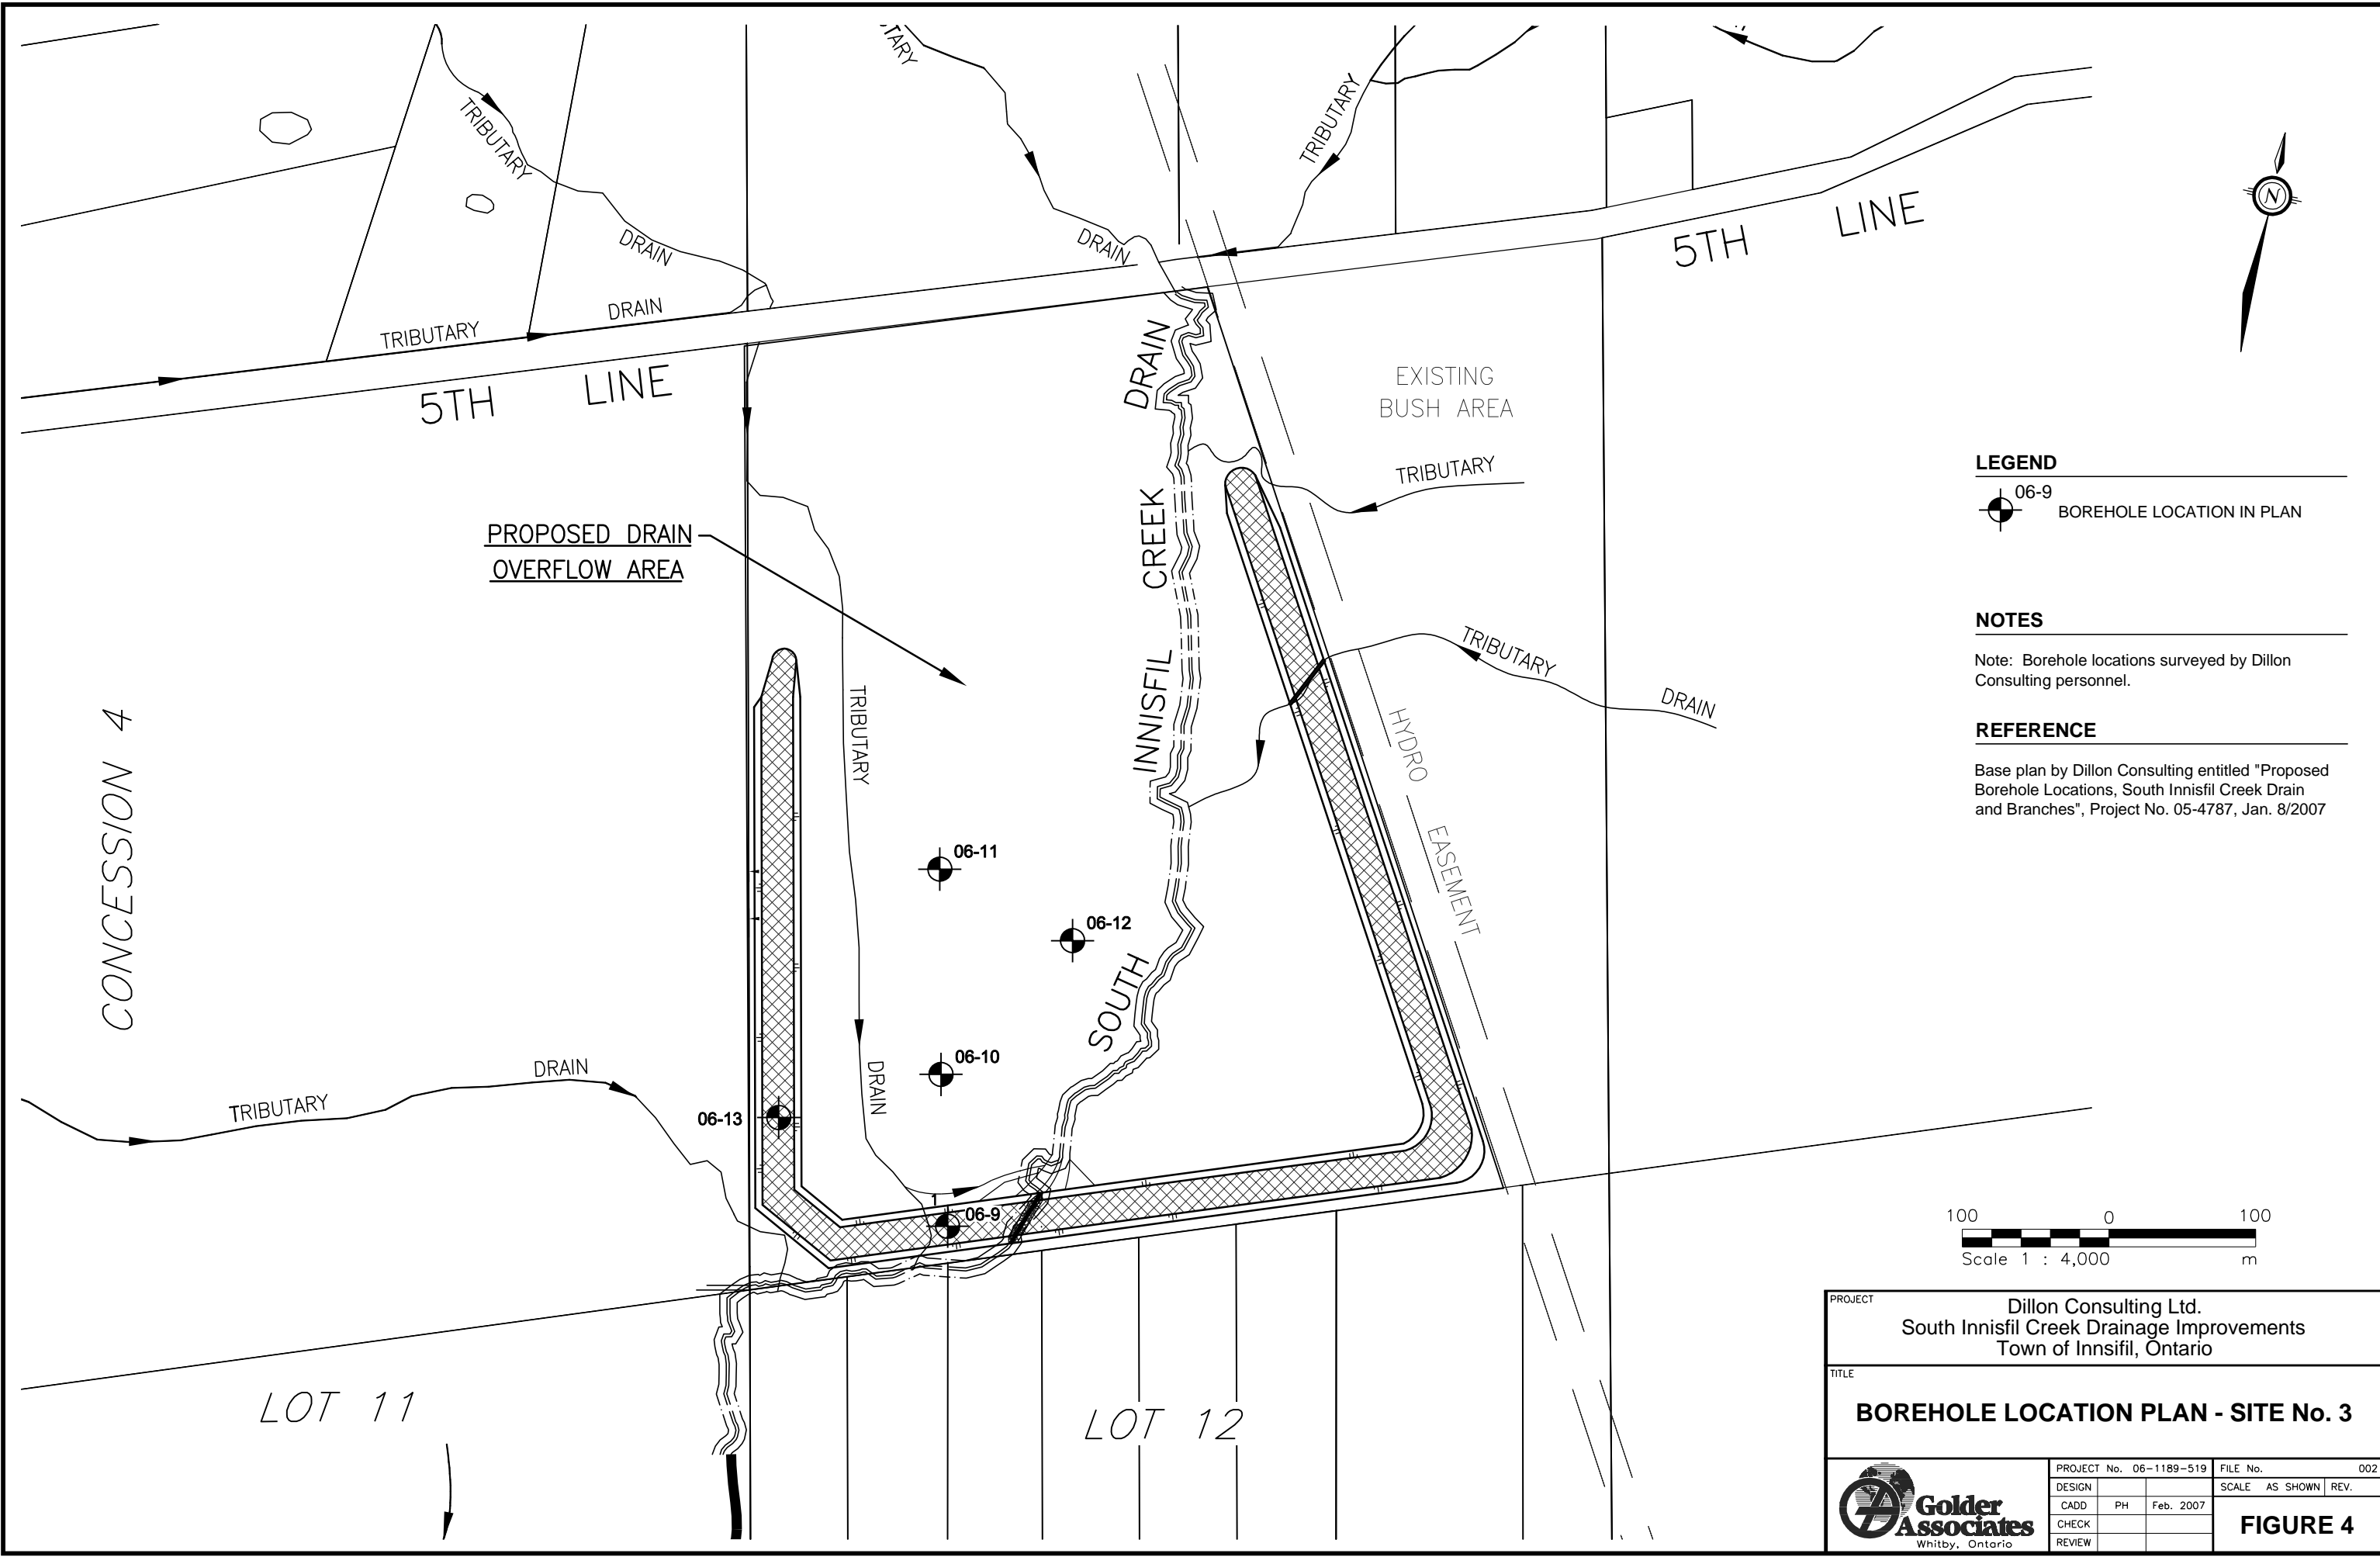 TARY
TRIBUTARY
DRAIN
TRIBUTARY
DRAIN
TRIBUTARY
DRAIN
5TH LINE
TRIBUTARY
DRAIN
5TH LINE
EXISTING
BUSH AREA
TRIBUTARY
PROPOSED DRAIN
OVERFLOW AREA
SOUTH INNISFIL CREEK DRAIN
TRIBUTARY
DRAIN
TRIBUTARY
DRAIN
HYDRO EASEMENT
CONCESSION 4
06-11
06-12
06-10
06-13
06-9
1
TRIBUTARY
DRAIN
LOT 11
LOT 12
N
LEGEND
06-9
BOREHOLE LOCATION IN PLAN
NOTES
Note: Borehole locations surveyed by Dillon
Consulting personnel.
REFERENCE
Base plan by Dillon Consulting entitled "Proposed
Borehole Locations, South Innisfil Creek Drain
and Branches", Project No. 05-4787, Jan. 8/2007
100 0 100
Scale 1 : 4,000 m
PROJECT
Dillon Consulting Ltd.
South Innisfil Creek Drainage Improvements
Town of Innsifil, Ontario
TITLE
BOREHOLE LOCATION PLAN - SITE No. 3
Golder
Associates
Whitby, Ontario
PROJECT No. 06-1189-519
FILE No. 002
DESIGN
SCALE AS SHOWN
REV.
CADD PH Feb. 2007
CHECK
REVIEW
FIGURE 4